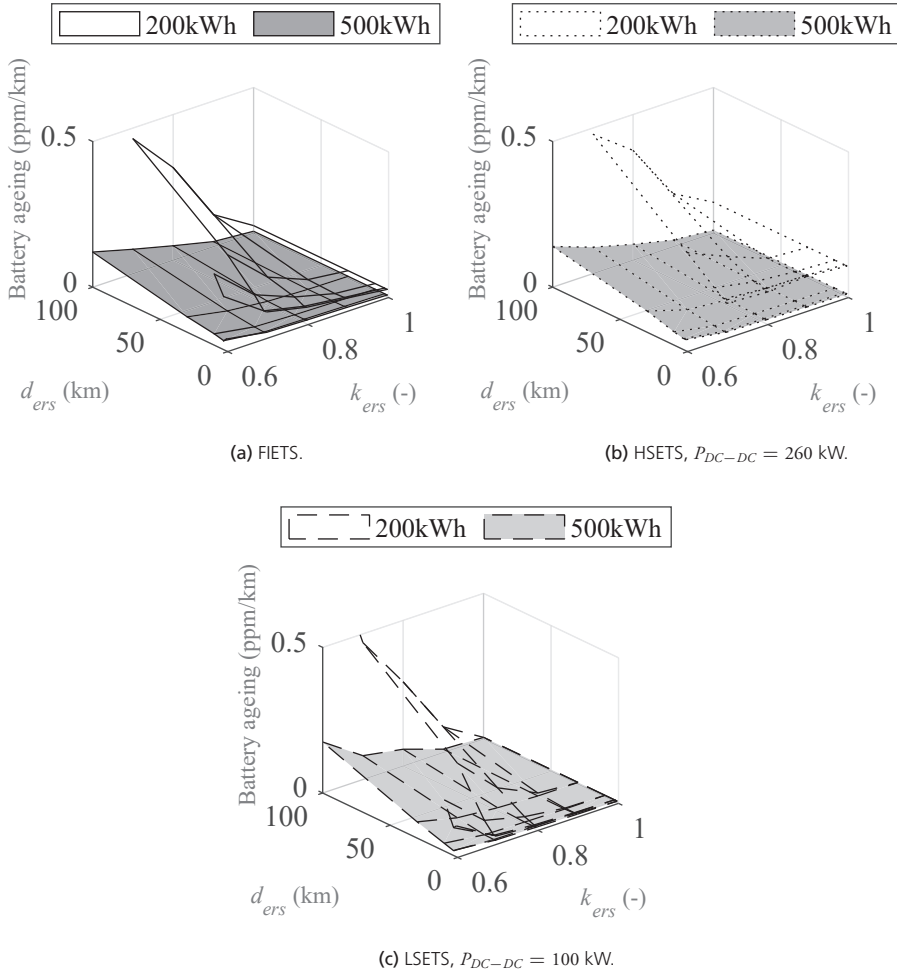 200kWh 500kWh
200kWh 500kWh
Battery ageing (ppm/km)
0.5
0
100
50
0
0.6
0.8
1
d_ers (km)
k_ers (-)
Battery ageing (ppm/km)
0.5
0
100
50
0
0.6
0.8
1
d_ers (km)
k_ers (-)
(a) FIETS.
(b) HSETS, P_DC−DC = 260 kW.
200kWh 500kWh
Battery ageing (ppm/km)
0.5
0
100
50
0
0.6
0.8
1
d_ers (km)
k_ers (-)
(c) LSETS, P_DC−DC = 100 kW.